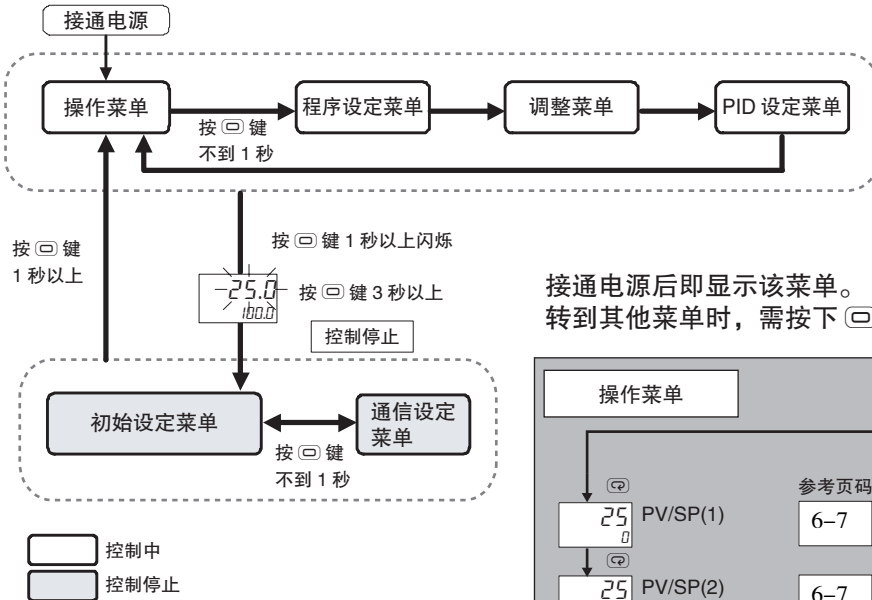 接通电源
操作菜单
程序设定菜单
调整菜单
PID 设定菜单
按 键
不到 1 秒
按 键
1 秒以上
按 键 1 秒以上闪烁
25.0
100.0
按 键 3 秒以上
控制停止
初始设定菜单
通信设定
菜单
按 键
不到 1 秒
控制中
控制停止
接通电源后即显示该菜单。
转到其他菜单时，需按下
操作菜单
参考页码
25
0
PV/SP(1)
6–7
25
PV/SP(2)
6–7